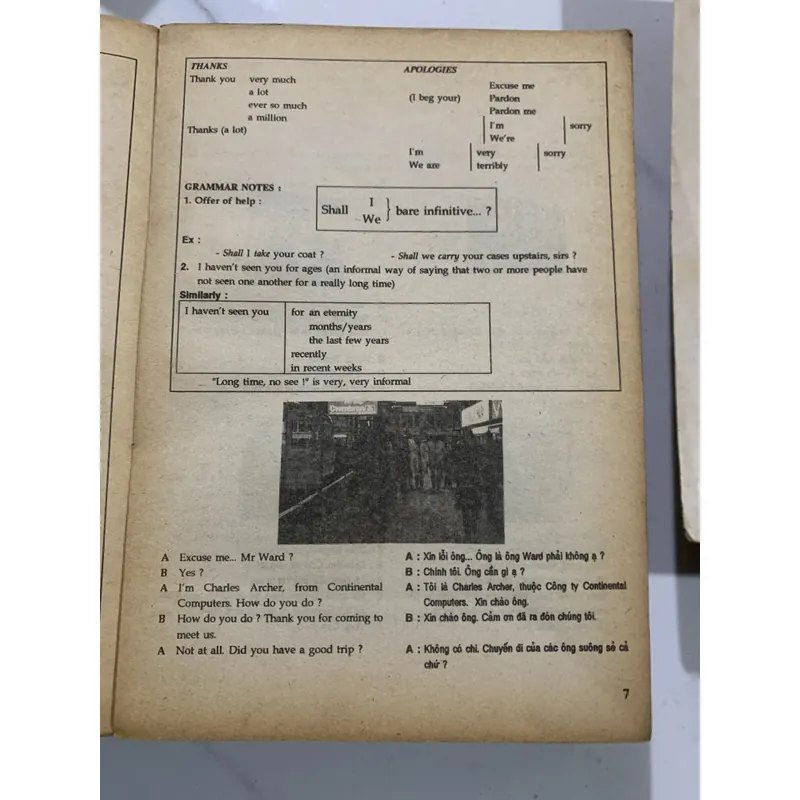 THANKS
Thank you very much
a lot
ever so much
a million
Thanks (a lot)
APOLOGIES
Excuse me
(I beg your) Pardon
Pardon me
I'm sorry
We're
I'm very sorry
We are terribly
GRAMMAR NOTES :
1. Offer of help :
Shall I We } bare infinitive... ?
Ex :
- Shall I take your coat ? - Shall we carry your cases upstairs, sirs ?
2. I haven't seen you for ages (an informal way of saying that two or more people have
not seen one another for a really long time)
Similarly :
I haven't seen you for an eternity
months/years
the last few years
recently
in recent weeks
"Long time, no see !" is very, very informal
A Excuse me... Mr Ward ?
B Yes ?
A I'm Charles Archer, from Continental
Computers. How do you do ?
B How do you do ? Thank you for coming to
meet us.
A Not at all. Did you have a good trip ?
A : Xin lỗi ông... Ông là ông Ward phải không ạ ?
B : Chính tôi. Ông cần gì ạ ?
A : Tôi là Charles Archer, thuộc Công ty Continental
Computers. Xin chào ông.
B : Xin chào ông. Cảm ơn đã ra đón chúng tôi.
A : Không có chi. Chuyến đi của các ông suông sẻ cả
chứ ?
7